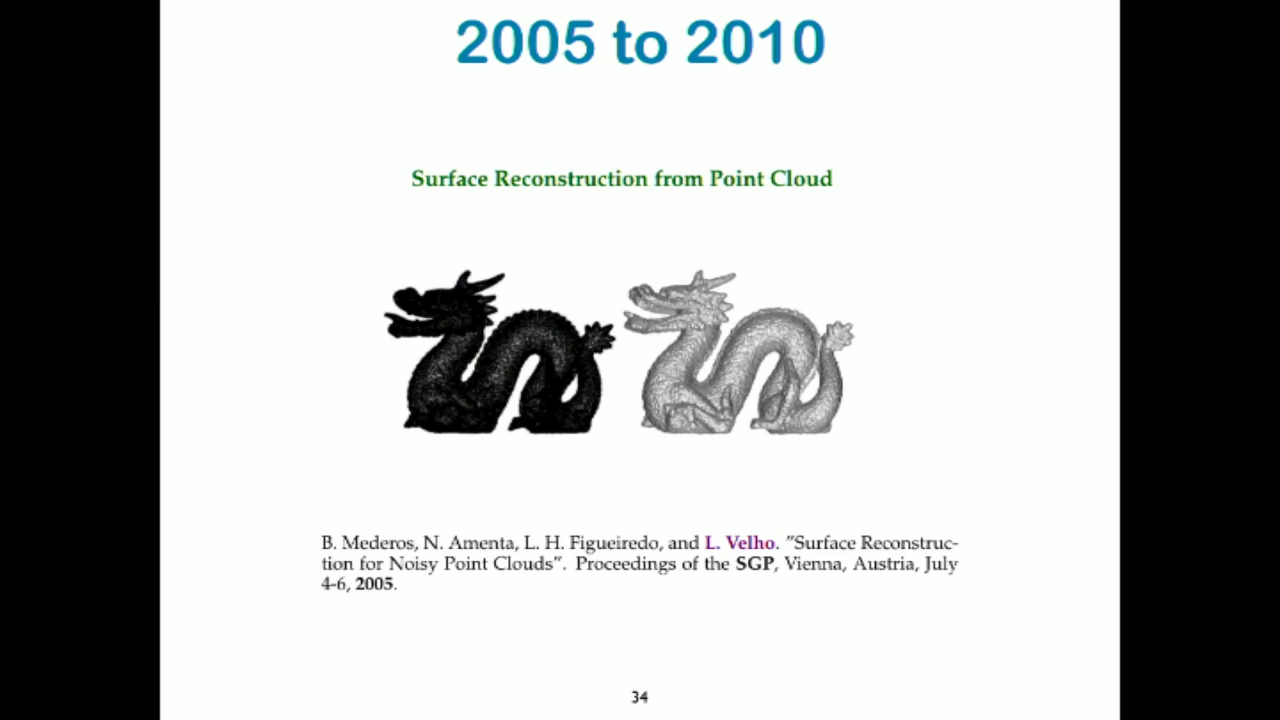 2005 to 2010
Surface Reconstruction from Point Cloud
B. Mederos, N. Amenta, L. H. Figueiredo, and L. Velho. "Surface Reconstruc-
tion for Noisy Point Clouds". Proceedings of the SGP, Vienna, Austria, July
4-6, 2005.
34